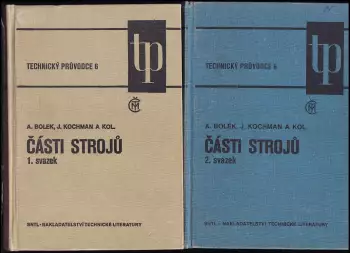 tp
TECHNICKÝ PRŮVODCE 6
A. BOLEK, J. KOCHMAN A KOL.
ČÁSTI STROJŮ
1. svazek
SNTL - NAKLADATELSTVÍ TECHNICKÉ LITERATURY
tp
TECHNICKÝ PRŮVODCE 6
A. BOLEK, J. KOCHMAN A KOL.
ČÁSTI STROJŮ
2. svazek
SNTL - NAKLADATELSTVÍ TECHNICKÉ LITERATURY